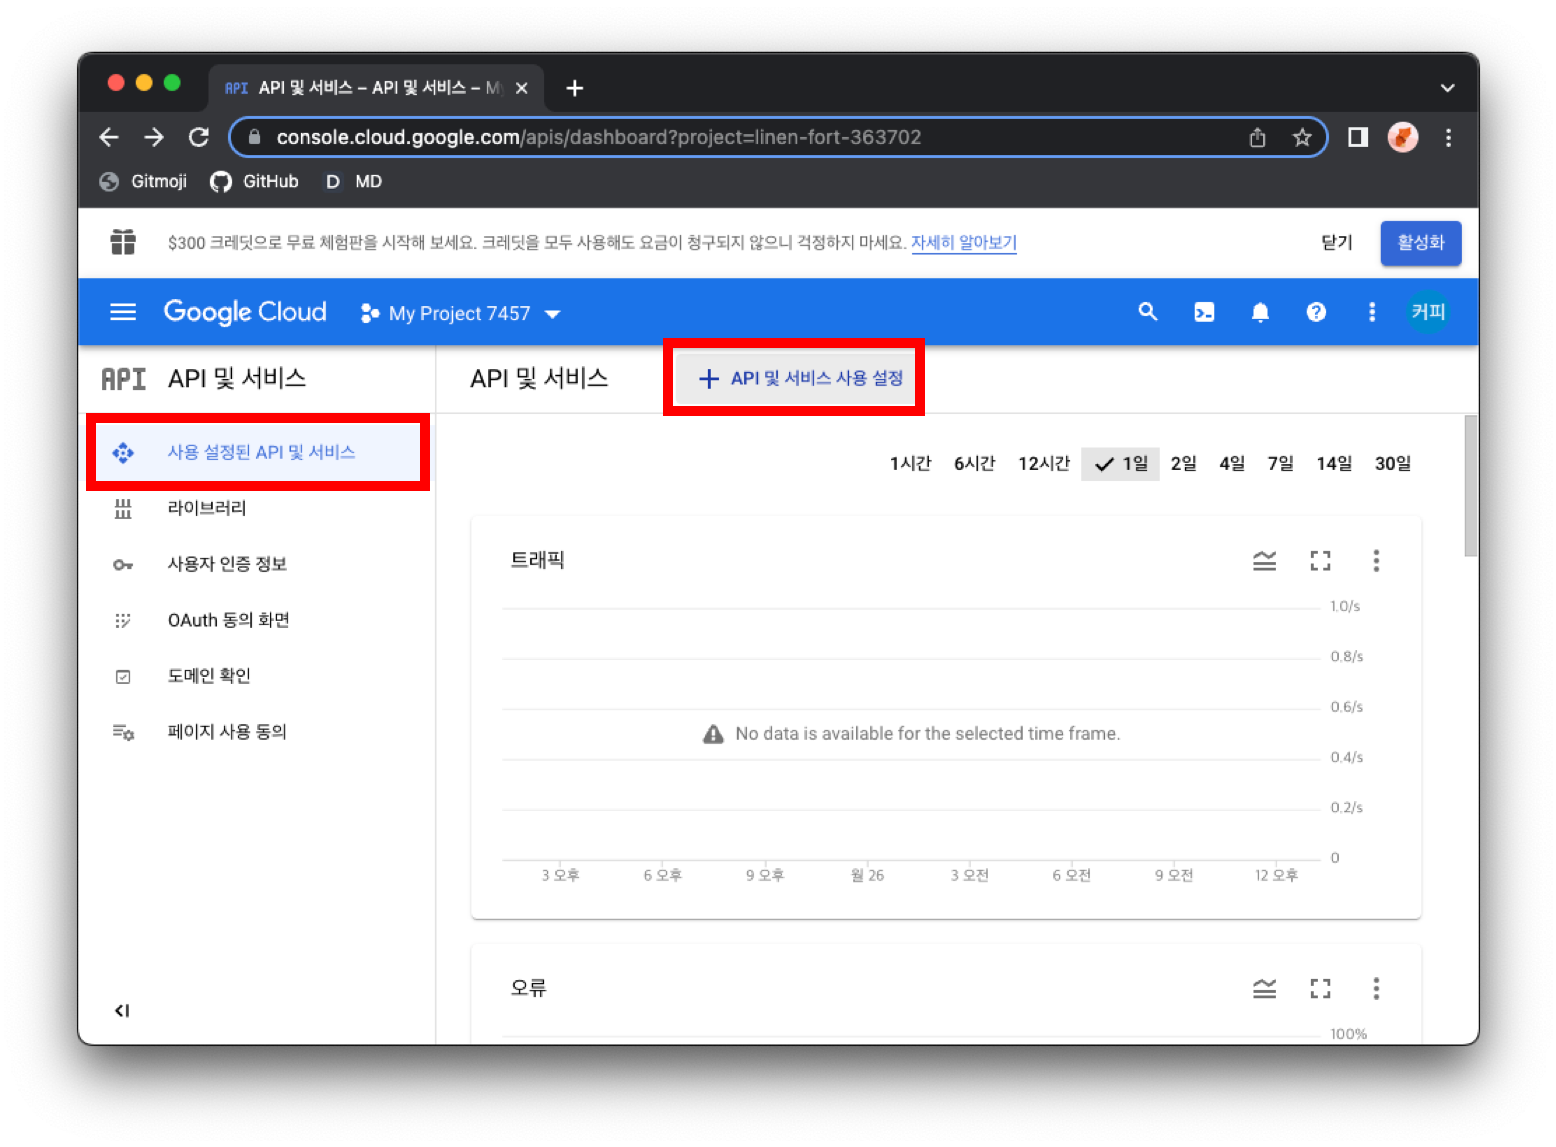 API API 및 서비스 – API 및 서비스 – M
console.cloud.google.com/apis/dashboard?project=linen-fort-363702
Gitmoji GitHub D MD
$300 크레딧으로 무료 체험판을 시작해 보세요. 크레딧을 모두 사용해도 요금이 청구되지 않으니 걱정하지 마세요. 자세히 알아보기 닫기 활성화
Google Cloud My Project 7457 커피
API API 및 서비스
API 및 서비스 + API 및 서비스 사용 설정
사용 설정된 API 및 서비스
라이브러리
사용자 인증 정보
OAuth 동의 화면
도메인 확인
페이지 사용 동의
1시간 6시간 12시간 1일 2일 4일 7일 14일 30일
트래픽
1.0/s
0.8/s
0.6/s
No data is available for the selected time frame.
0.4/s
0.2/s
0
3 오후 6 오후 9 오후 월 26 3 오전 6 오전 9 오전 12 오후
오류
100%